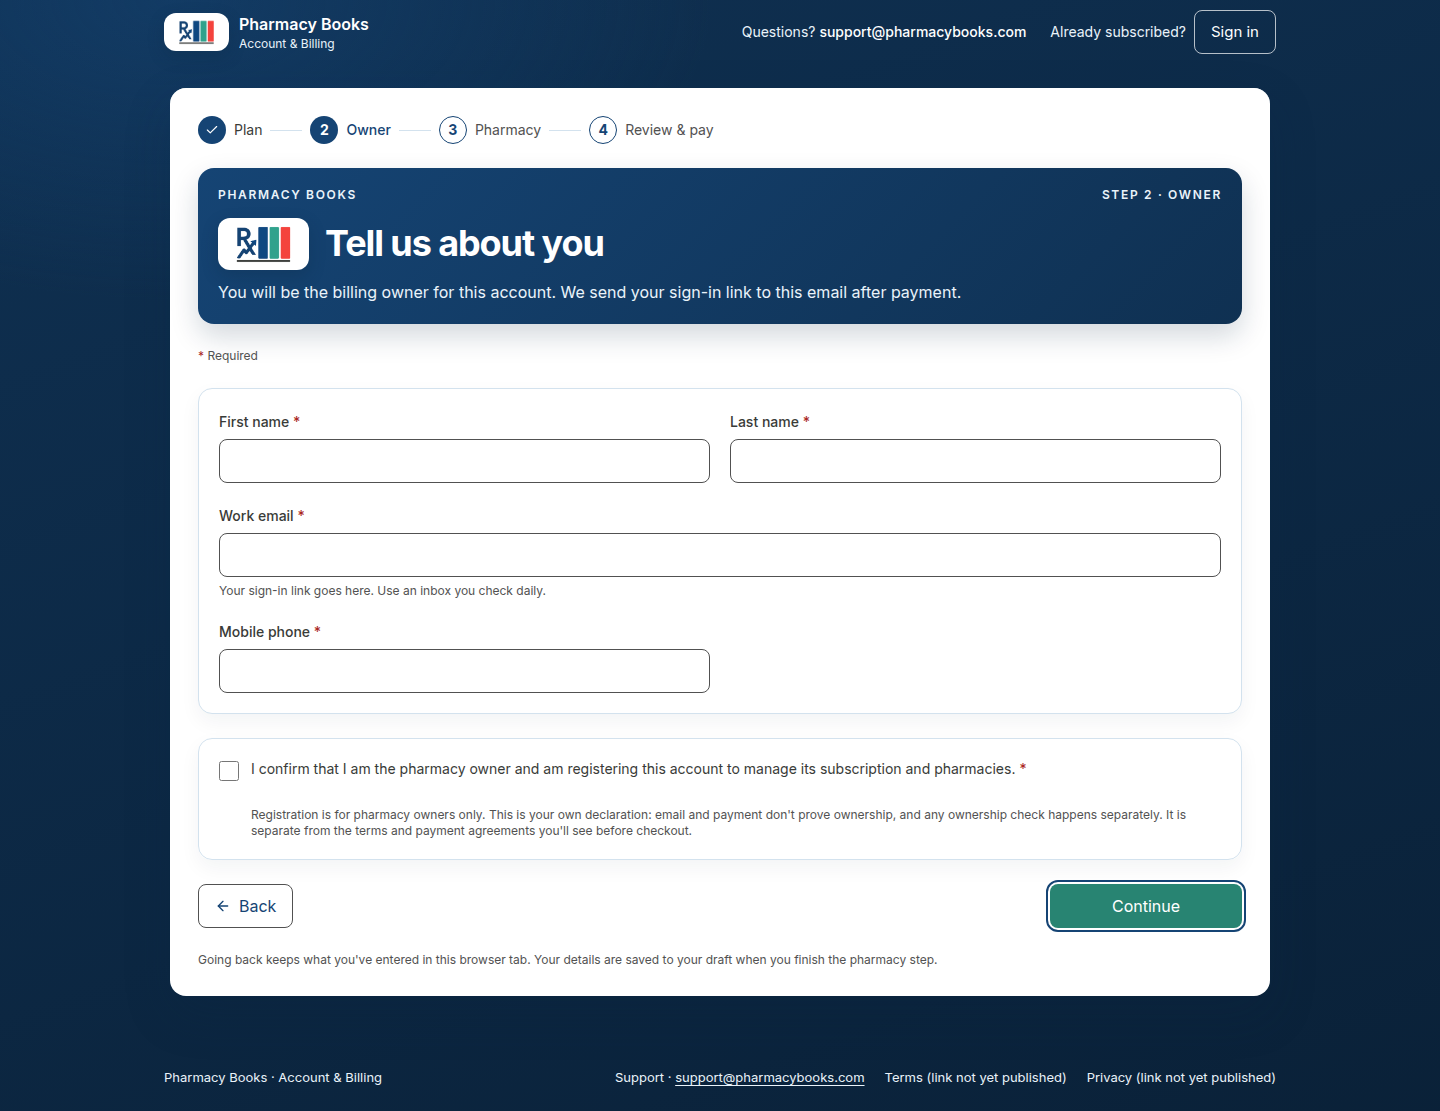 Pharmacy Books
Account & Billing
Questions? support@pharmacybooks.com
Already subscribed?
Sign in
Plan
2 Owner
3 Pharmacy
4 Review & pay
PHARMACY BOOKS
STEP 2 · OWNER
Tell us about you
You will be the billing owner for this account. We send your sign-in link to this email after payment.
* Required
First name *
Last name *
Work email *
Your sign-in link goes here. Use an inbox you check daily.
Mobile phone *
I confirm that I am the pharmacy owner and am registering this account to manage its subscription and pharmacies. *
Registration is for pharmacy owners only. This is your own declaration: email and payment don't prove ownership, and any ownership check happens separately. It is
separate from the terms and payment agreements you'll see before checkout.
Back
Continue
Going back keeps what you've entered in this browser tab. Your details are saved to your draft when you finish the pharmacy step.
Pharmacy Books · Account & Billing
Support · support@pharmacybooks.com
Terms (link not yet published)
Privacy (link not yet published)